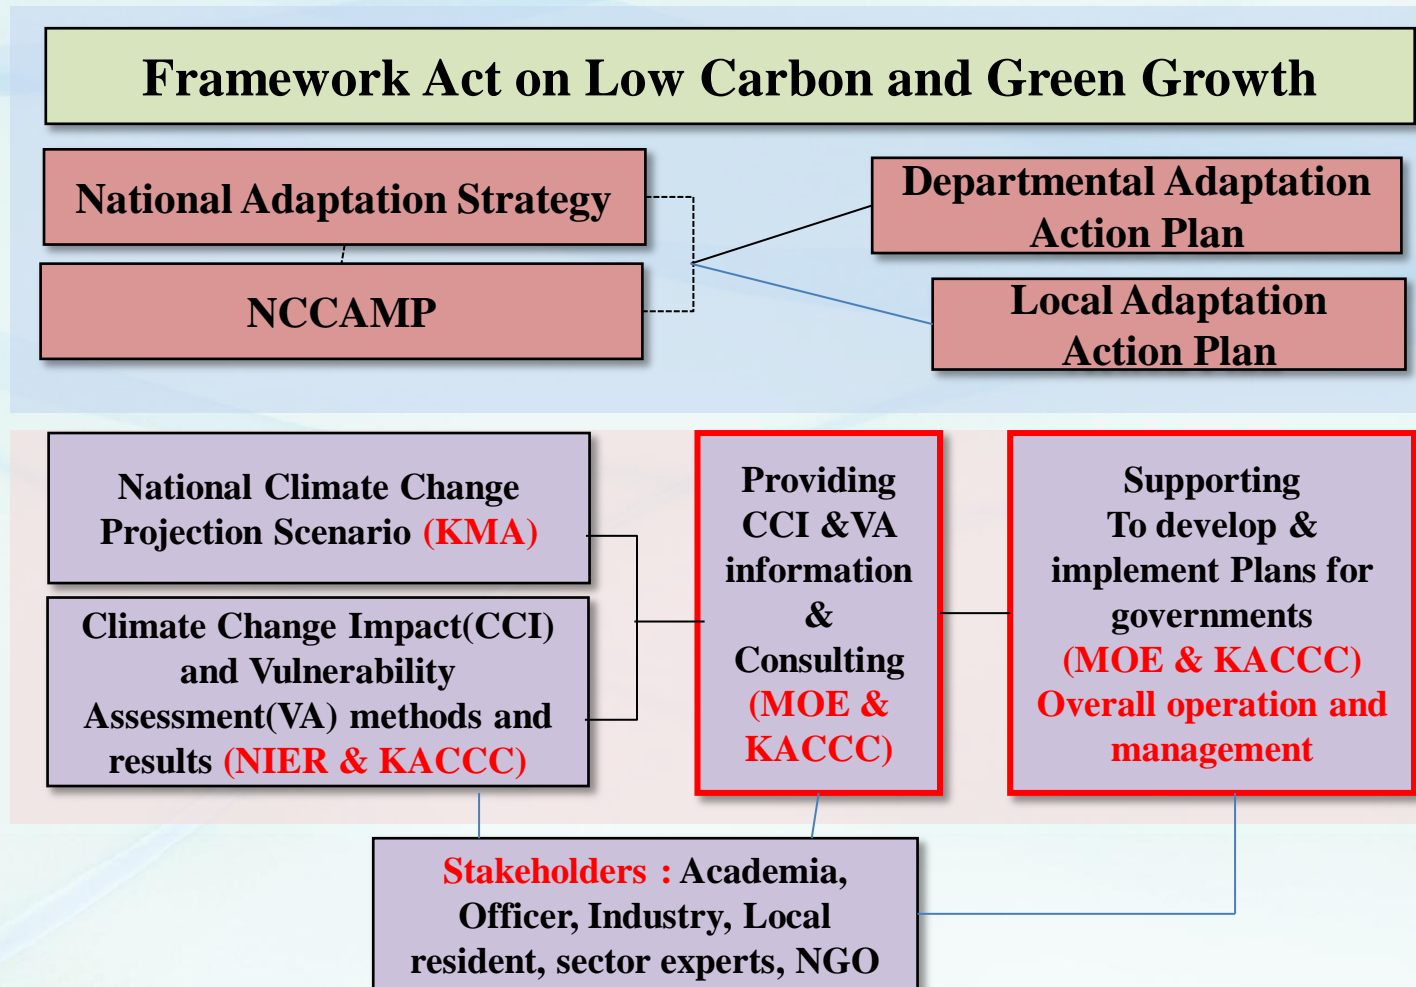 Framework Act on Low Carbon and Green Growth
National Adaptation Strategy
NCCAMP
Departmental Adaptation
Action Plan
Local Adaptation
Action Plan
National Climate Change
Projection Scenario (KMA)
Climate Change Impact(CCI)
and Vulnerability
Assessment(VA) methods and
results (NIER & KACCC)
Providing
CCI &VA
information
&
Consulting
(MOE &
KACCC)
Supporting
To develop &
implement Plans for
governments
(MOE & KACCC)
Overall operation and
management
Stakeholders : Academia,
Officer, Industry, Local
resident, sector experts, NGO